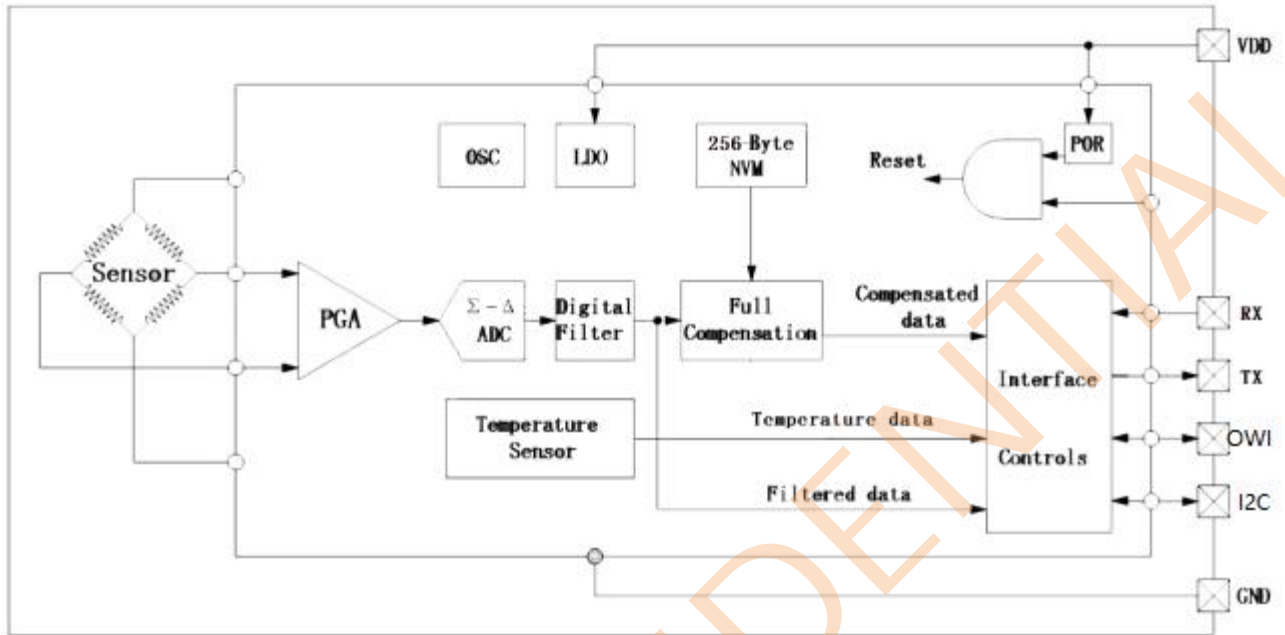 VDD
OSC
LDO
256-Byte
NVM
POR
Reset
Sensor
PGA
Σ-Δ
ADC
Digital
Filter
Full
Compensation
Compensated
data
RX
Interface
TX
Temperature
Sensor
Temperature data
OWI
Controls
Filtered data
I2C
GND
DENTIAL